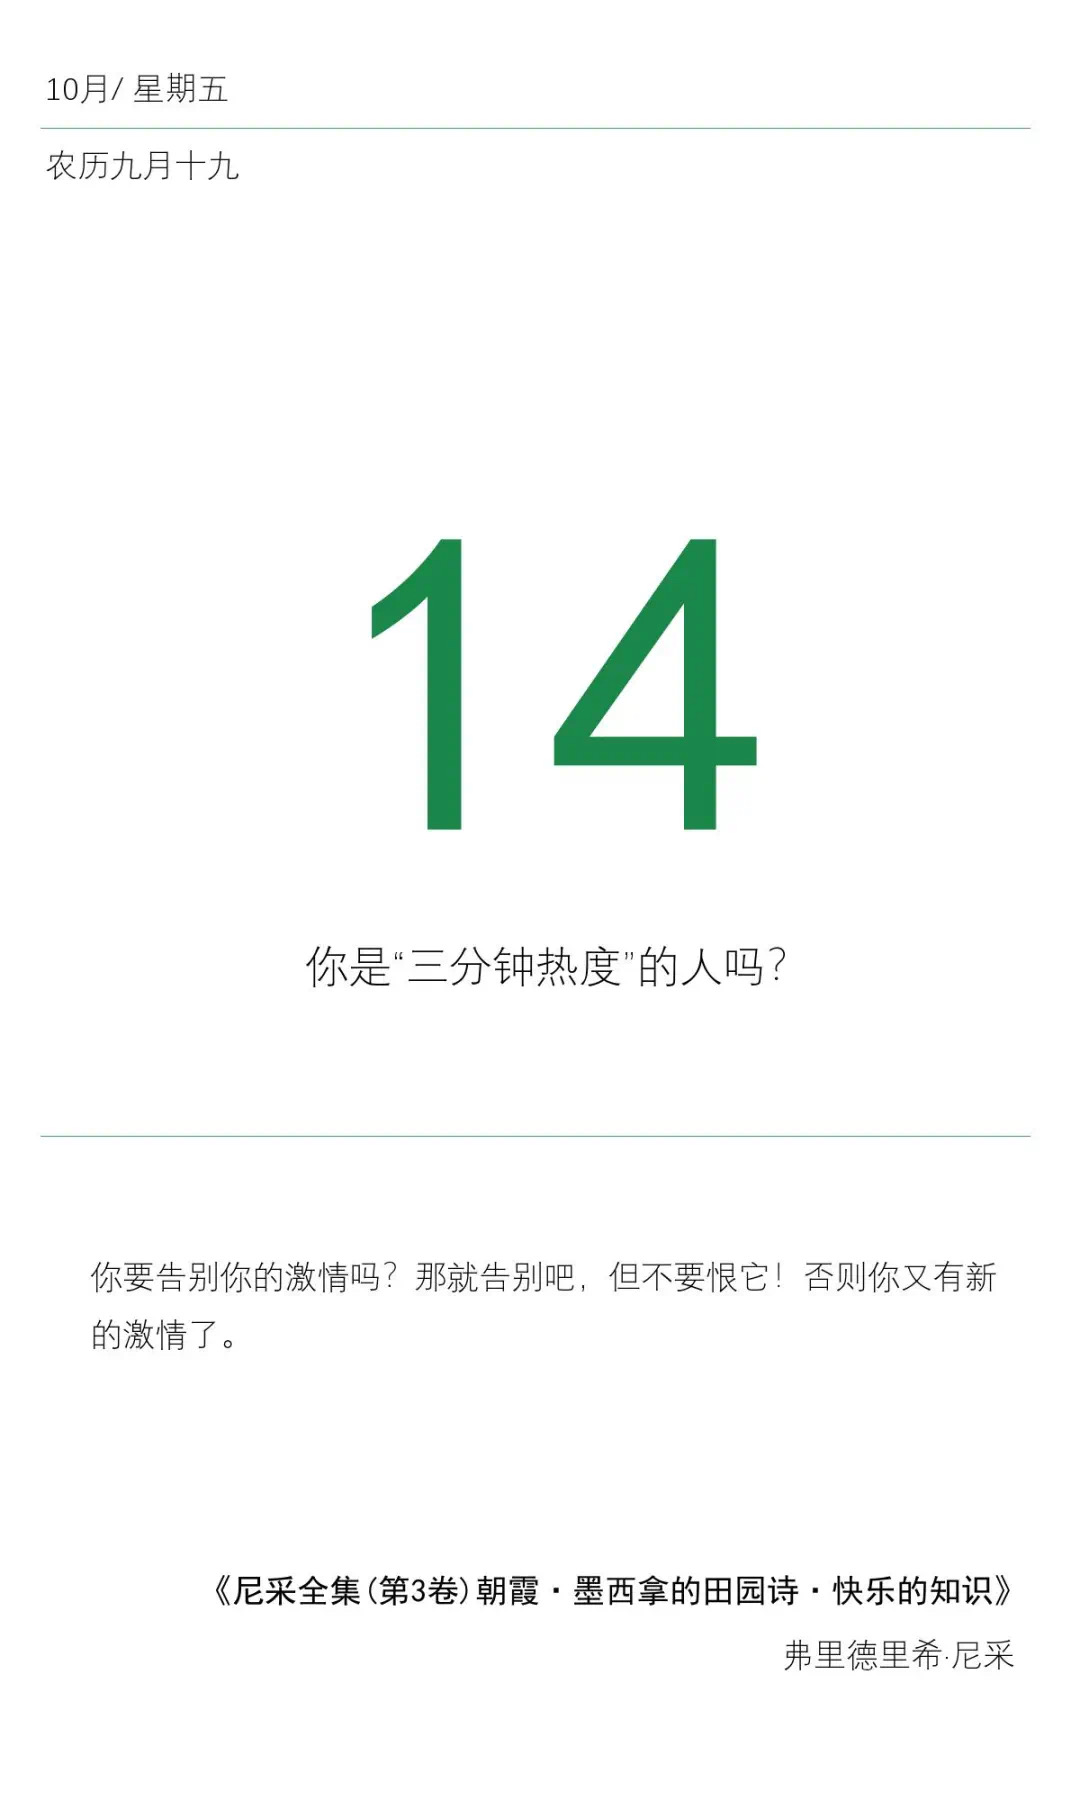 10月/ 星期五
农历九月十九
14
你是“三分钟热度”的人吗？
你要告别你的激情吗？那就告别吧，但不要恨它！否则你又有新
的激情了。
《尼采全集(第3卷)朝霞·墨西拿的田园诗·快乐的知识》
弗里德里希·尼采